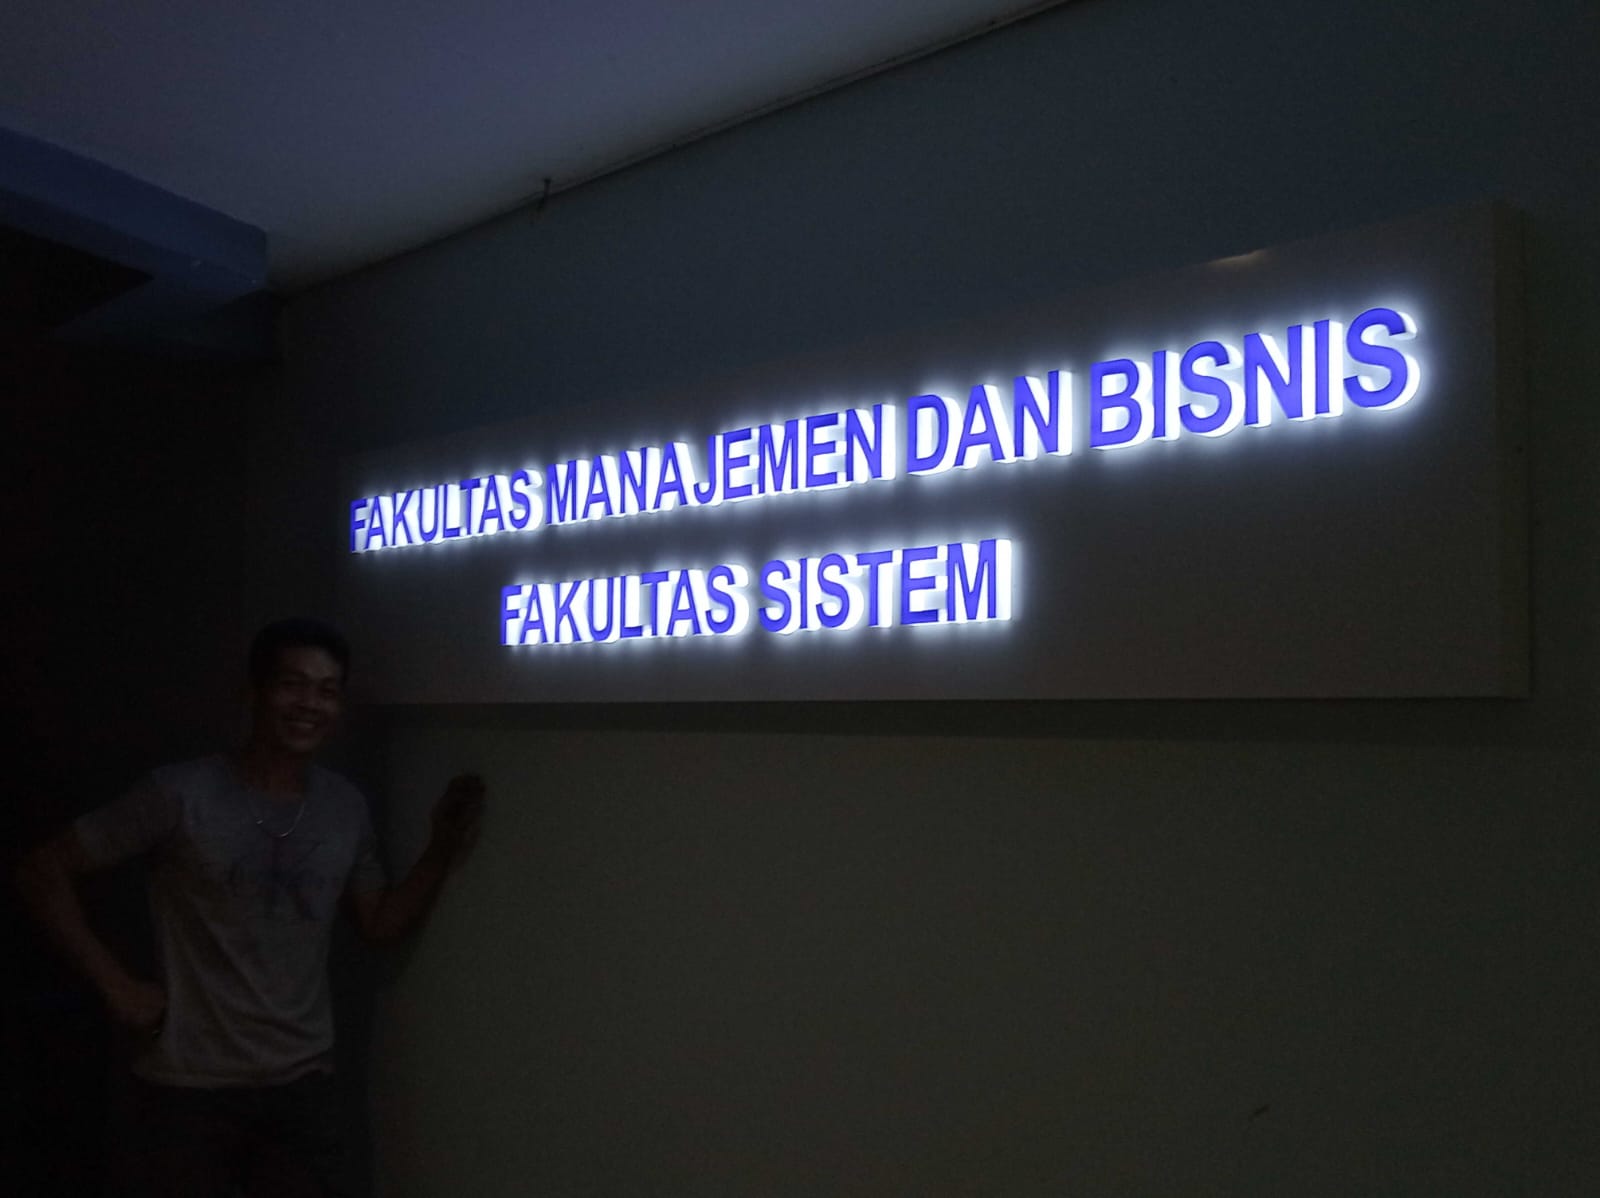 FAKULTAS MANAJEMEN DAN BISNIS
FAKULTAS SISTEM